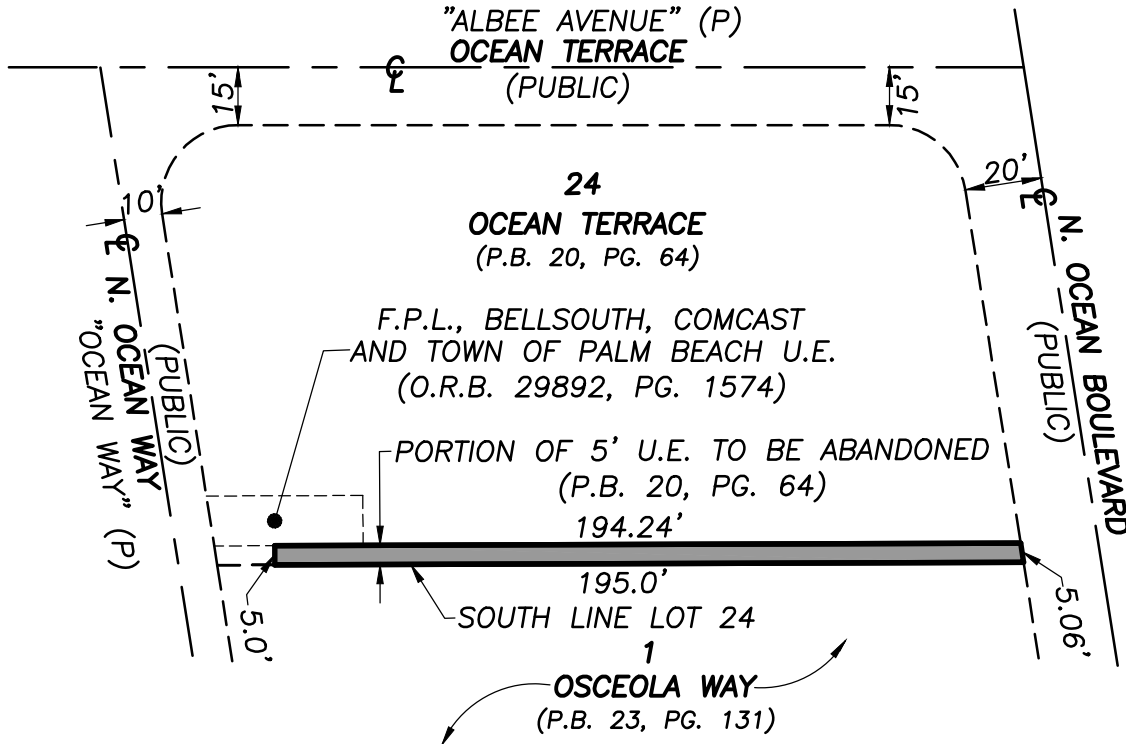 "ALBEE AVENUE" (P)
OCEAN TERRACE
(PUBLIC)
℄
15'
15'
10'
20'
24
OCEAN TERRACE
(P.B. 20, PG. 64)
℄ N. OCEAN WAY
"OCEAN WAY" (P)
(PUBLIC)
℄ N. OCEAN BOULEVARD
(PUBLIC)
F.P.L., BELLSOUTH, COMCAST
AND TOWN OF PALM BEACH U.E.
(O.R.B. 29892, PG. 1574)
PORTION OF 5' U.E. TO BE ABANDONED
(P.B. 20, PG. 64)
194.24'
195.0'
5.0'
5.06'
SOUTH LINE LOT 24
1
OSCEOLA WAY
(P.B. 23, PG. 131)